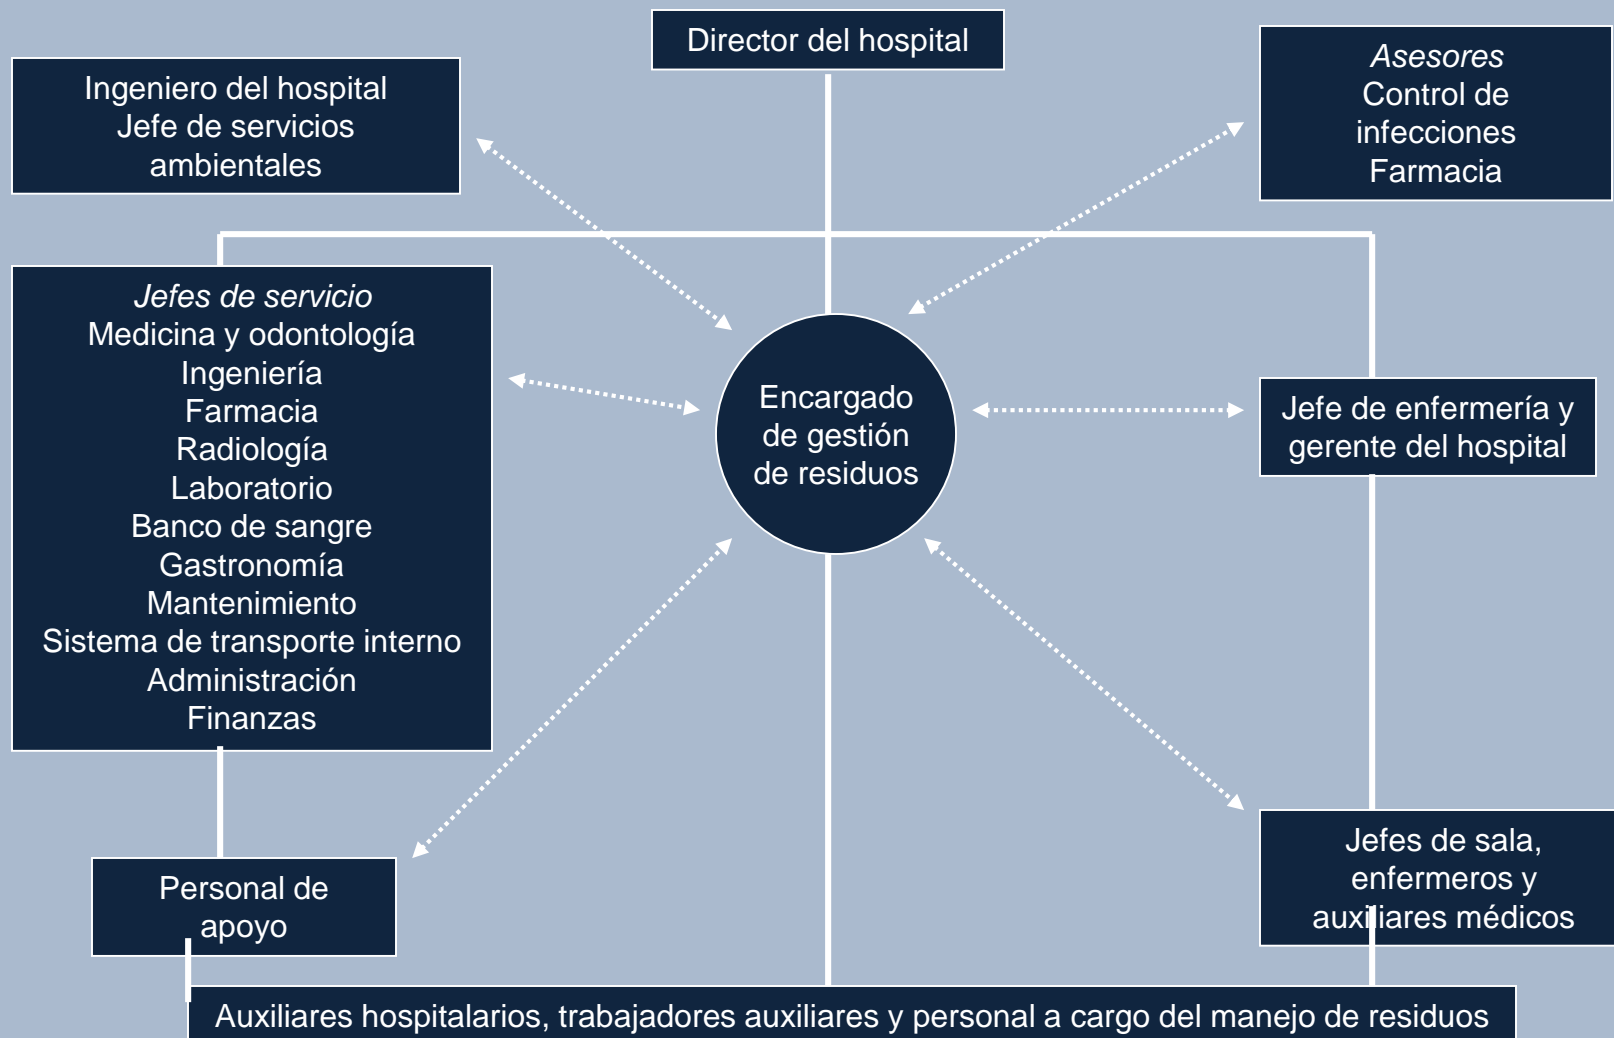 Director del hospital
Ingeniero del hospital
Jefe de servicios
ambientales
Asesores
Control de
infecciones
Farmacia
Jefes de servicio
Medicina y odontología
Ingeniería
Farmacia
Radiología
Laboratorio
Banco de sangre
Gastronomía
Mantenimiento
Sistema de transporte interno
Administración
Finanzas
Encargado
de gestión
de residuos
Jefe de enfermería y
gerente del hospital
Personal de
apoyo
Jefes de sala,
enfermeros y
auxiliares médicos
Auxiliares hospitalarios, trabajadores auxiliares y personal a cargo del manejo de residuos